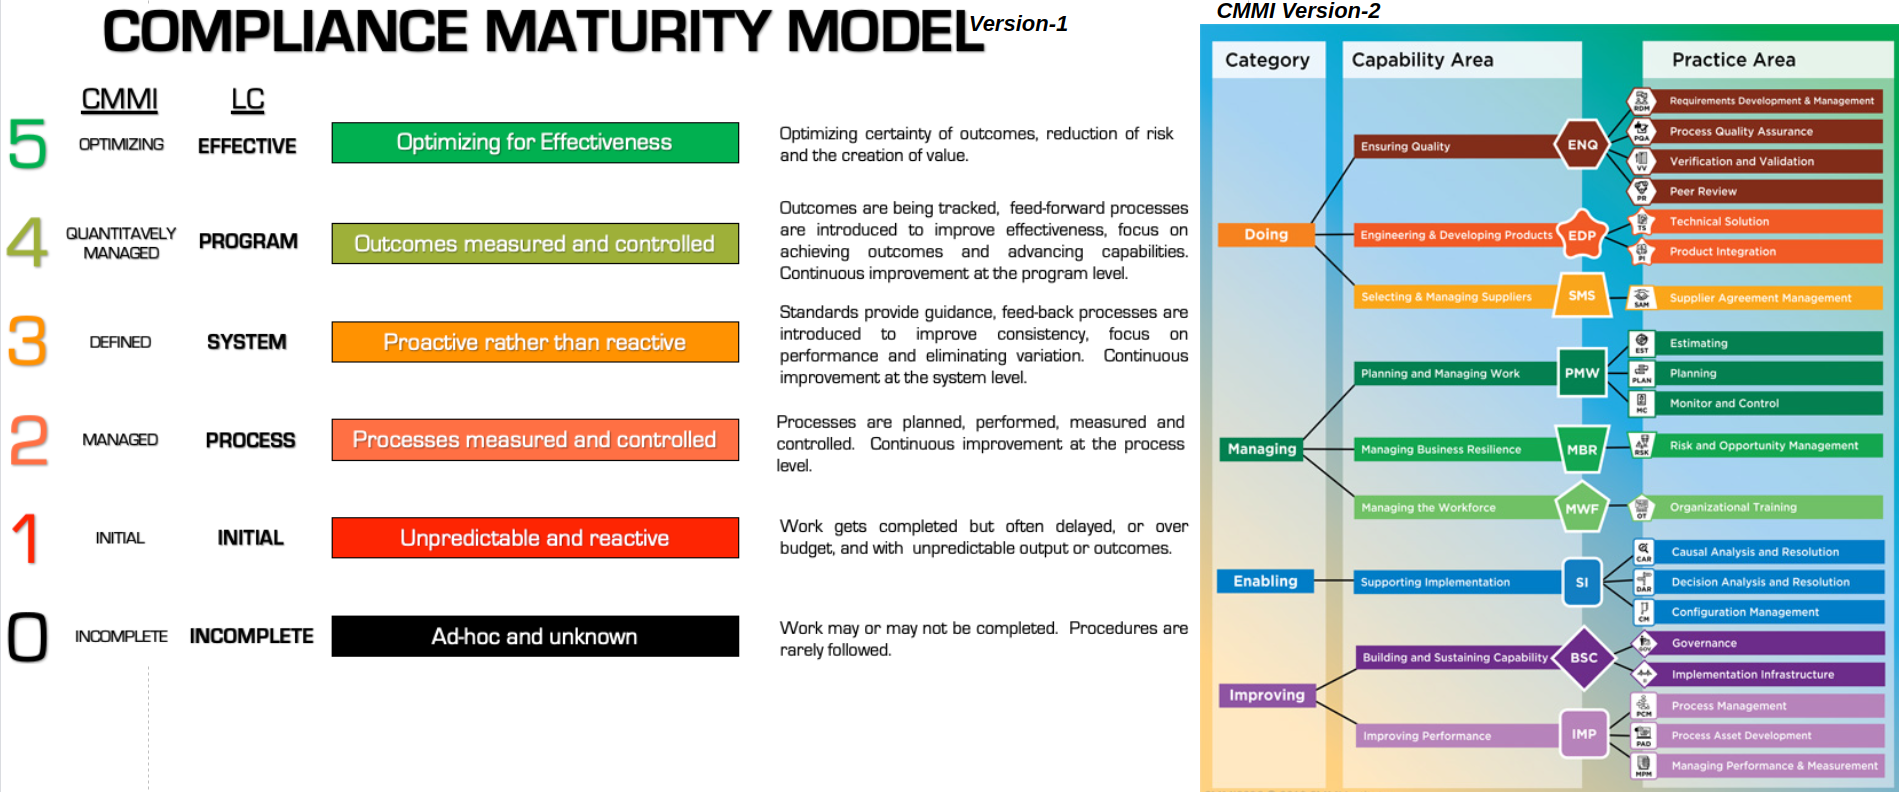 COMPLIANCE MATURITY MODEL
Version-1
CMMI
LC
5
OPTIMIZING
EFFECTIVE
Optimizing for Effectiveness
Optimizing certainty of outcomes, reduction of risk
and the creation of value.
4
QUANTITAVELY
MANAGED
PROGRAM
Outcomes measured and controlled
Outcomes are being tracked, feed-forward processes
are introduced to improve effectiveness, focus on
achieving outcomes and advancing capabilities.
Continuous improvement at the program level.
3
DEFINED
SYSTEM
Proactive rather than reactive
Standards provide guidance, feed-back processes are
introduced to improve consistency, focus on
performance and eliminating variation. Continuous
improvement at the system level.
2
MANAGED
PROCESS
Processes measured and controlled
Processes are planned, performed, measured and
controlled. Continuous improvement at the process
level.
1
INITIAL
INITIAL
Unpredictable and reactive
Work gets completed but often delayed, or over
budget, and with unpredictable output or outcomes.
0
INCOMPLETE
INCOMPLETE
Ad-hoc and unknown
Work may or may not be completed. Procedures are
rarely followed.
CMMI Version-2
Category
Capability Area
Practice Area
Doing
Ensuring Quality
ENQ
RDM
Requirements Development & Management
PQA
Process Quality Assurance
VV
Verification and Validation
PR
Peer Review
Engineering & Developing Products
EDP
TS
Technical Solution
PI
Product Integration
Selecting & Managing Suppliers
SMS
SAM
Supplier Agreement Management
Managing
Planning and Managing Work
PMW
EST
Estimating
PLAN
Planning
MC
Monitor and Control
Managing Business Resilience
MBR
RSK
Risk and Opportunity Management
Managing the Workforce
MWF
OT
Organizational Training
Enabling
Supporting Implementation
SI
CAR
Causal Analysis and Resolution
DAR
Decision Analysis and Resolution
CM
Configuration Management
Improving
Building and Sustaining Capability
BSC
GOV
Governance
Implementation Infrastructure
Improving Performance
IMP
PCM
Process Management
PAD
Process Asset Development
MPM
Managing Performance & Measurement